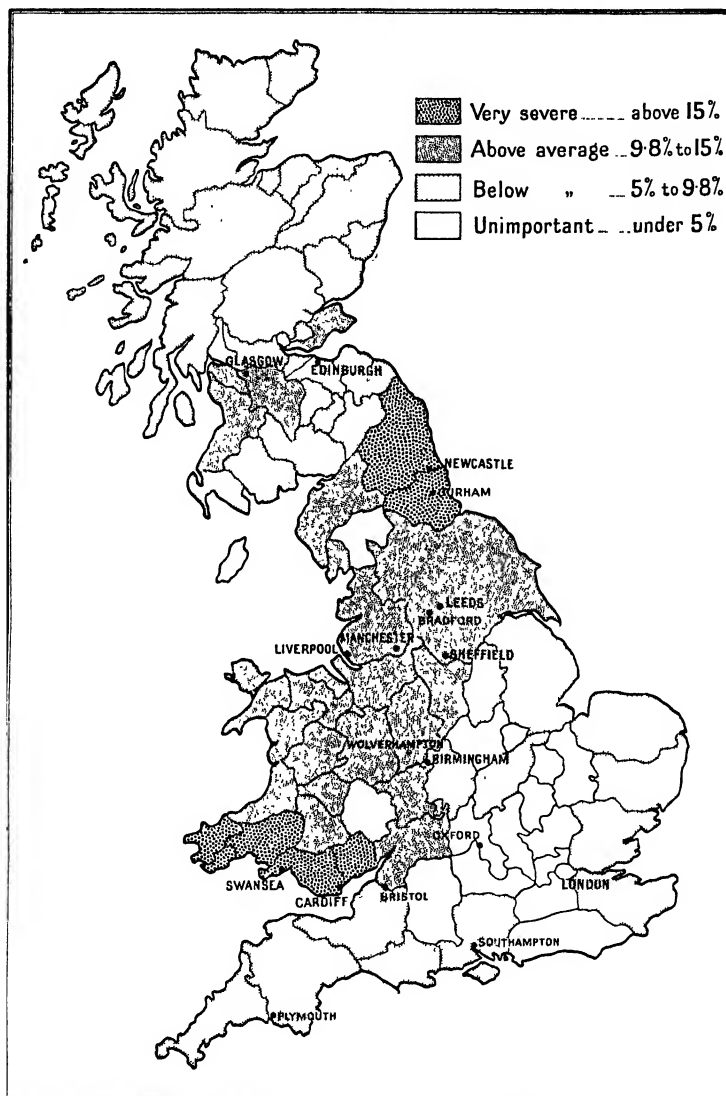 Very severe ...... above 15%
Above average .. 9·8% to 15%
Below „ ... 5% to 9·8%
Unimportant .. .. under 5%
GLASGOW
EDINBURGH
NEWCASTLE
DURHAM
LEEDS
BRADFORD
MANCHESTER
LIVERPOOL
SHEFFIELD
WOLVERHAMPTON
BIRMINGHAM
OXFORD
SWANSEA
LONDON
CARDIFF
BRISTOL
SOUTHAMPTON
PLYMOUTH